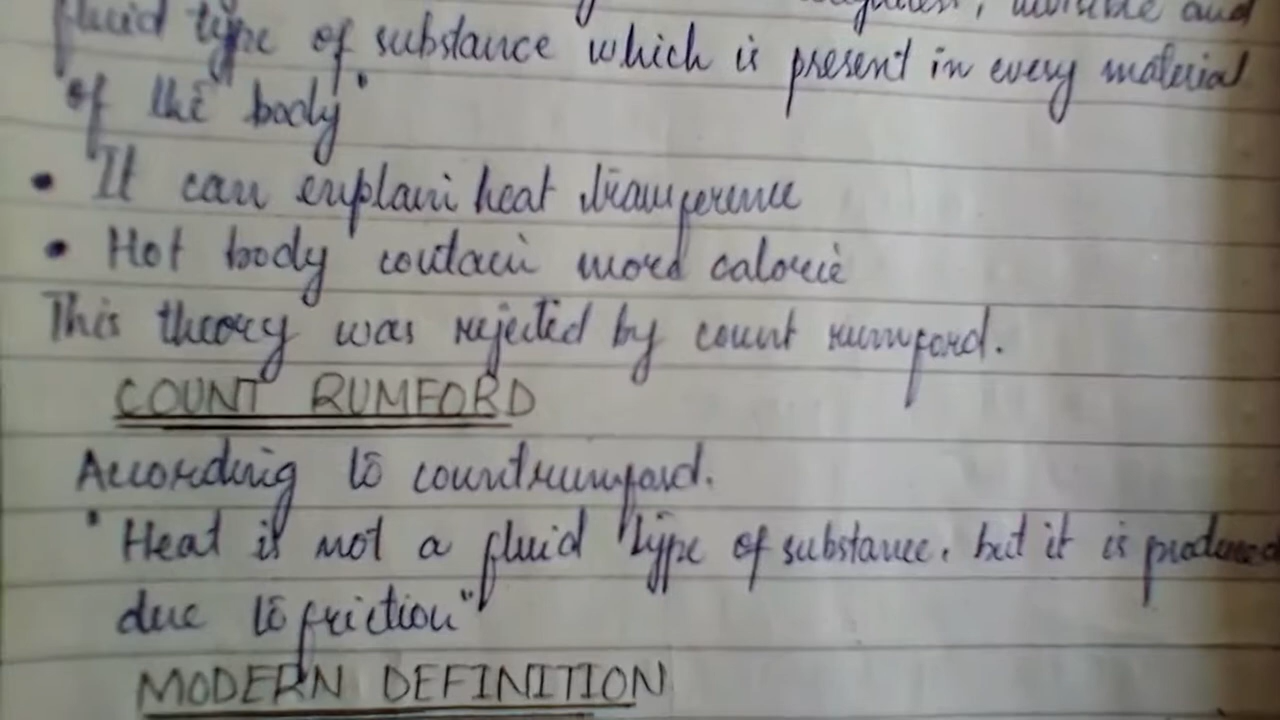 invisible and
fluid type of substance which is present in every material
of the body"
• It can explain heat transference
• Hot body contain more calorie
This theory was rejected by count rumford.
COUNT RUMFORD
According to countrumford.
"Heat is not a fluid type of substance. but it is produced
due to friction"
MODERN DEFINITION